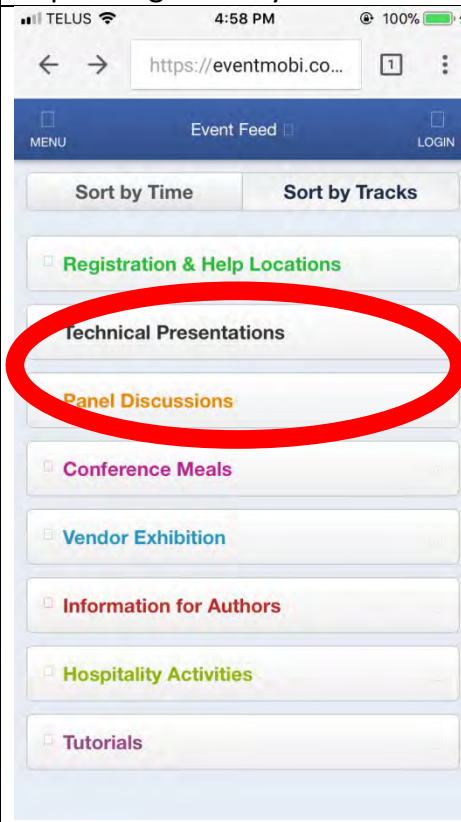 TELUS 4:58 PM 100%
https://eventmobi.co... 1
MENU Event Feed LOGIN
Sort by Time Sort by Tracks
Registration & Help Locations
Technical Presentations
Panel Discussions
Conference Meals
Vendor Exhibition
Information for Authors
Hospitality Activities
Tutorials